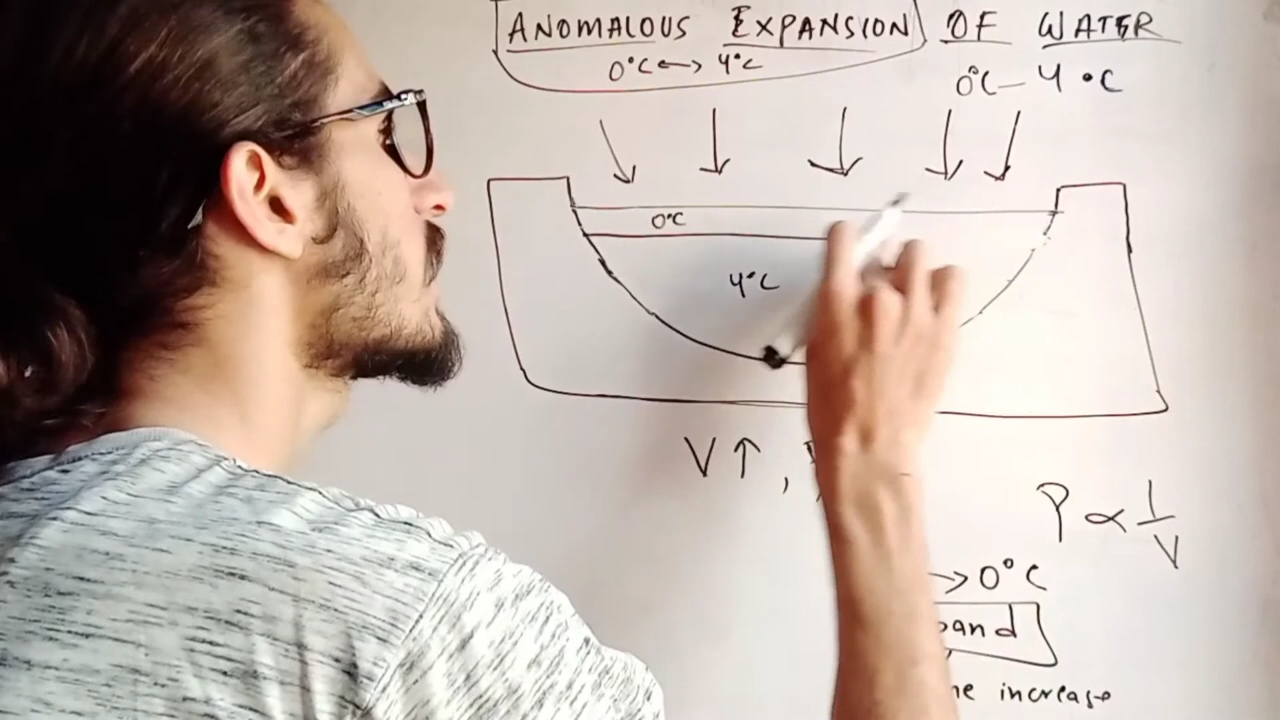 ANOMALOUS EXPANSION OF WATER
0°C ↔ 4°C
0°C – 4°C
0°C
4°C
V↑ ,
ρ ∝ 1/V
→ 0°C
increase